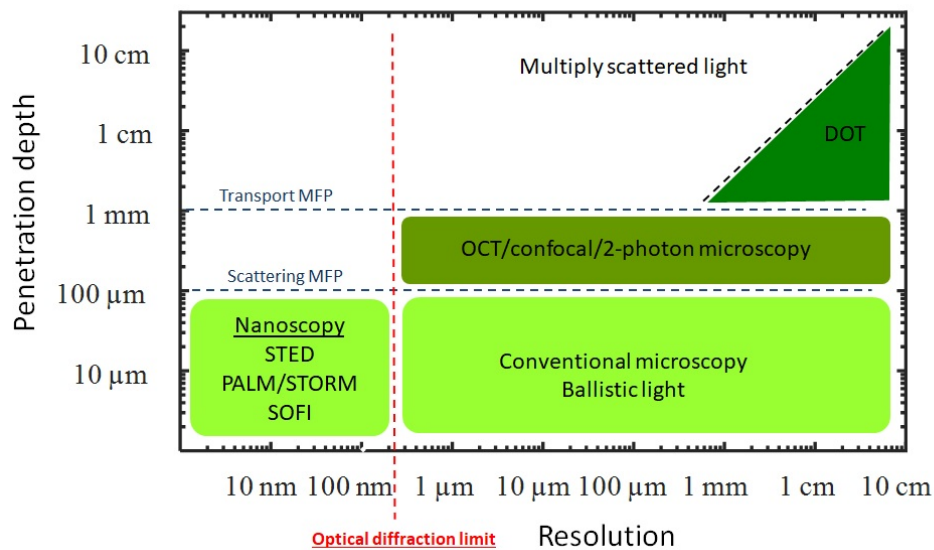 Penetration depth
10 cm
1 cm
1 mm
100 µm
10 µm
Multiply scattered light
DOT
Transport MFP
OCT/confocal/2-photon microscopy
Scattering MFP
Nanoscopy
STED
PALM/STORM
SOFI
Conventional microscopy
Ballistic light
10 nm 100 nm 1 µm 10 µm 100 µm 1 mm 1 cm 10 cm
Optical diffraction limit
Resolution